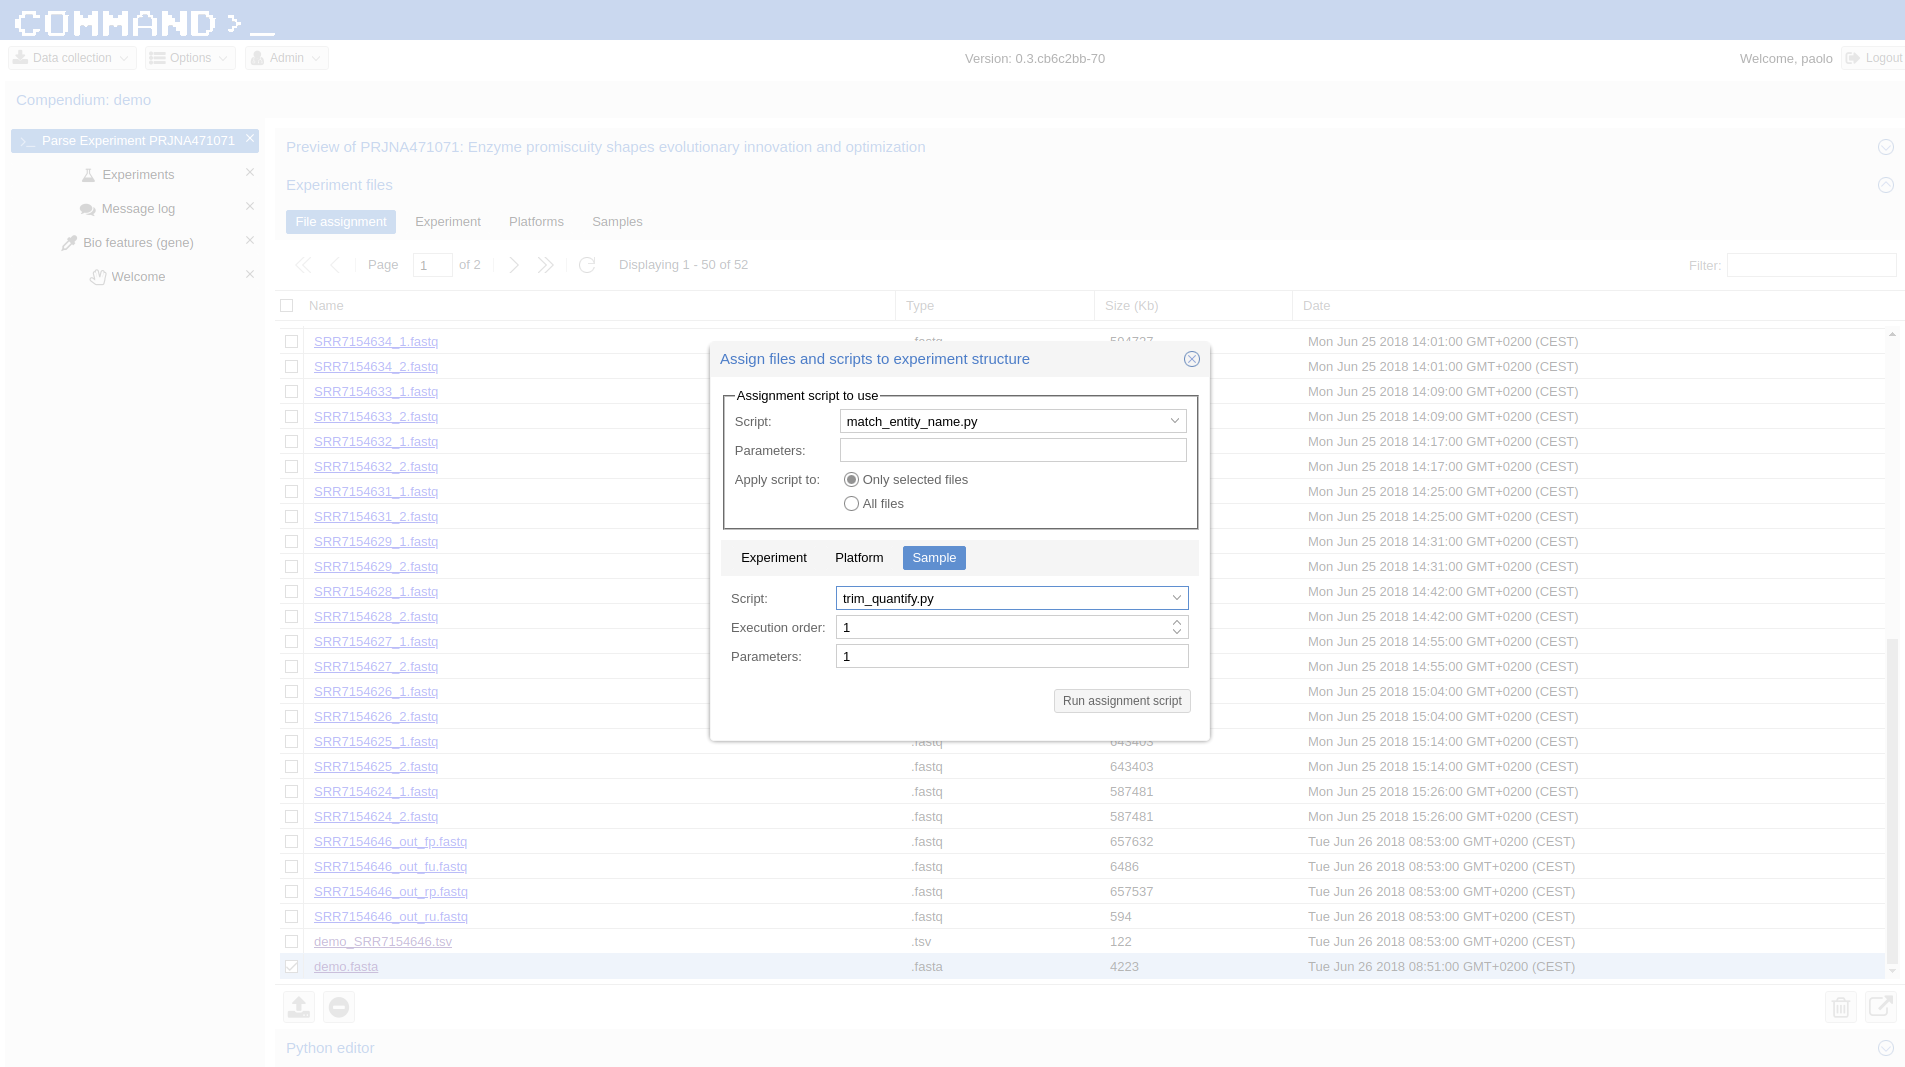 COMMAND>_
Data collection Options Admin Version: 0.3.cb6c2bb-70 Welcome, paolo Logout
Compendium: demo
Parse Experiment PRJNA471071
Experiments
Message log
Bio features (gene)
Welcome
Preview of PRJNA471071: Enzyme promiscuity shapes evolutionary innovation and optimization
Experiment files
File assignment Experiment Platforms Samples
Page 1 of 2 Displaying 1 - 50 of 52 Filter:
Name Type Size (Kb) Date
SRR7154634_1.fastq .fastq 594727 Mon Jun 25 2018 14:01:00 GMT+0200 (CEST)
SRR7154634_2.fastq Mon Jun 25 2018 14:01:00 GMT+0200 (CEST)
SRR7154633_1.fastq Mon Jun 25 2018 14:09:00 GMT+0200 (CEST)
SRR7154633_2.fastq Mon Jun 25 2018 14:09:00 GMT+0200 (CEST)
SRR7154632_1.fastq Mon Jun 25 2018 14:17:00 GMT+0200 (CEST)
SRR7154632_2.fastq Mon Jun 25 2018 14:17:00 GMT+0200 (CEST)
SRR7154631_1.fastq Mon Jun 25 2018 14:25:00 GMT+0200 (CEST)
SRR7154631_2.fastq Mon Jun 25 2018 14:25:00 GMT+0200 (CEST)
SRR7154629_1.fastq Mon Jun 25 2018 14:31:00 GMT+0200 (CEST)
SRR7154629_2.fastq Mon Jun 25 2018 14:31:00 GMT+0200 (CEST)
SRR7154628_1.fastq Mon Jun 25 2018 14:42:00 GMT+0200 (CEST)
SRR7154628_2.fastq Mon Jun 25 2018 14:42:00 GMT+0200 (CEST)
SRR7154627_1.fastq Mon Jun 25 2018 14:55:00 GMT+0200 (CEST)
SRR7154627_2.fastq Mon Jun 25 2018 14:55:00 GMT+0200 (CEST)
SRR7154626_1.fastq Mon Jun 25 2018 15:04:00 GMT+0200 (CEST)
SRR7154626_2.fastq Mon Jun 25 2018 15:04:00 GMT+0200 (CEST)
SRR7154625_1.fastq .fastq 643403 Mon Jun 25 2018 15:14:00 GMT+0200 (CEST)
SRR7154625_2.fastq .fastq 643403 Mon Jun 25 2018 15:14:00 GMT+0200 (CEST)
SRR7154624_1.fastq .fastq 587481 Mon Jun 25 2018 15:26:00 GMT+0200 (CEST)
SRR7154624_2.fastq .fastq 587481 Mon Jun 25 2018 15:26:00 GMT+0200 (CEST)
SRR7154646_out_fp.fastq .fastq 657632 Tue Jun 26 2018 08:53:00 GMT+0200 (CEST)
SRR7154646_out_fu.fastq .fastq 6486 Tue Jun 26 2018 08:53:00 GMT+0200 (CEST)
SRR7154646_out_rp.fastq .fastq 657537 Tue Jun 26 2018 08:53:00 GMT+0200 (CEST)
SRR7154646_out_ru.fastq .fastq 594 Tue Jun 26 2018 08:53:00 GMT+0200 (CEST)
demo_SRR7154646.tsv .tsv 122 Tue Jun 26 2018 08:53:00 GMT+0200 (CEST)
demo.fasta .fasta 4223 Tue Jun 26 2018 08:51:00 GMT+0200 (CEST)
Python editor
Assign files and scripts to experiment structure
Assignment script to use
Script: match_entity_name.py
Parameters:
Apply script to: Only selected files
All files
Experiment Platform Sample
Script: trim_quantify.py
Execution order: 1
Parameters: 1
Run assignment script